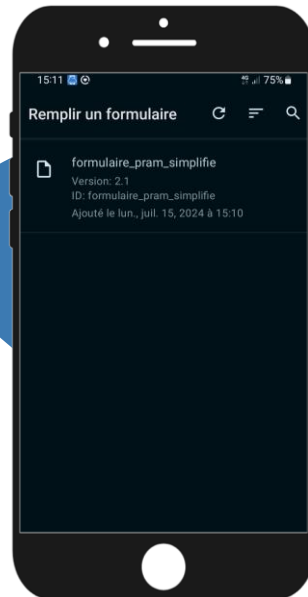 15:11 75%
Remplir un formulaire
formulaire_pram_simplifie
Version: 2.1
ID: formulaire_pram_simplifie
Ajouté le lun., juil. 15, 2024 à 15:10